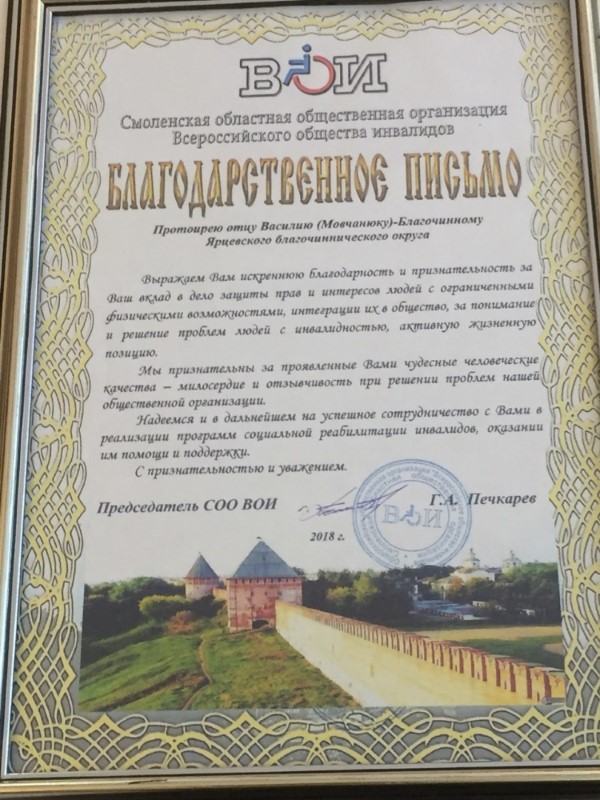 ВОИ
Смоленская областная общественная организация
Всероссийского общества инвалидов
БЛАГОДАРСТВЕННОЕ ПИСЬМО
Протоирею отцу Василию (Мовчанюку)-Благочинному
Ярцевского благочиннического округа
Выражаем Вам искреннюю благодарность и признательность за
Ваш вклад в дело защиты прав и интересов людей с ограниченными
физическими возможностями, интеграции их в общество, за понимание
и решение проблем людей с инвалидностью, активную жизненную
позицию.
Мы признательны за проявленные Вами чудесные человеческие
качества – милосердие и отзывчивость при решении проблем нашей
общественной организации.
Надеемся и в дальнейшем на успешное сотрудничество с Вами в
реализации программ социальной реабилитации инвалидов, оказании
им помощи и поддержки.
С признательностью и уважением.
Председатель СОО ВОИ Г.А. Печкарев
ВОИ
2018 г.